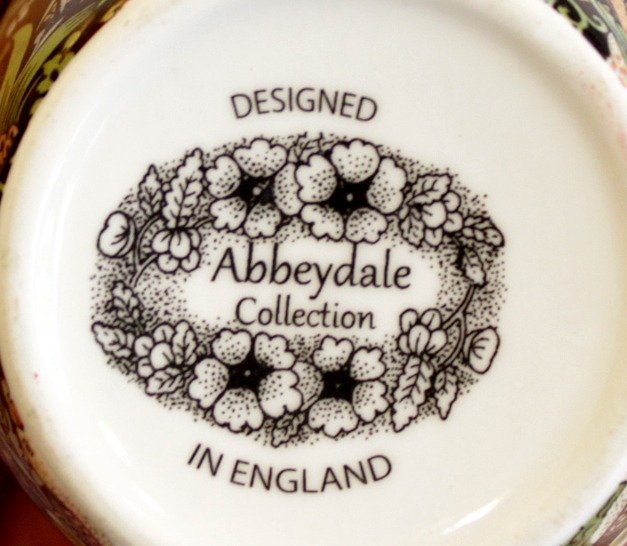 DESIGNED
Abbeydale
Collection
IN ENGLAND